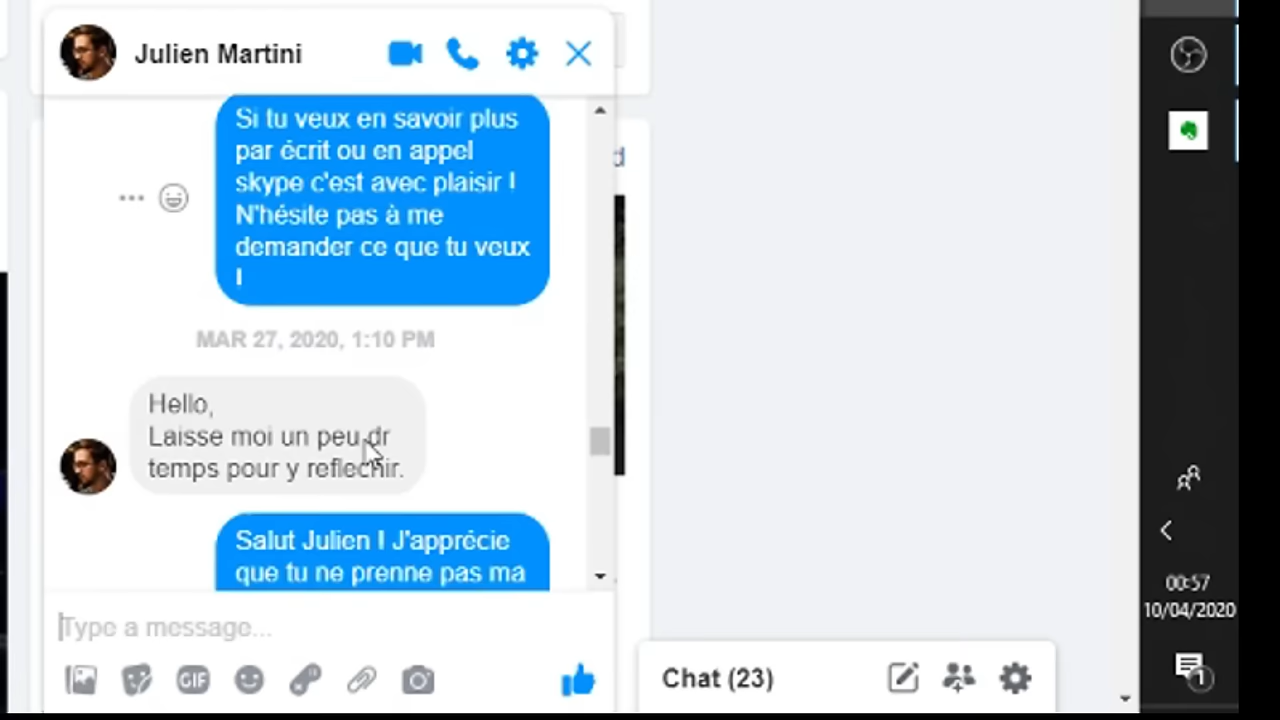 Julien Martini
Si tu veux en savoir plus
par écrit ou en appel
skype c'est avec plaisir !
N'hésite pas à me
demander ce que tu veux
!
MAR 27, 2020, 1:10 PM
Hello,
Laisse moi un peu dr
temps pour y reflechir.
Salut Julien ! J'apprécie
que tu ne prenne pas ma
Type a message...
GIF
Chat (23)
d
00:57
10/04/2020
1